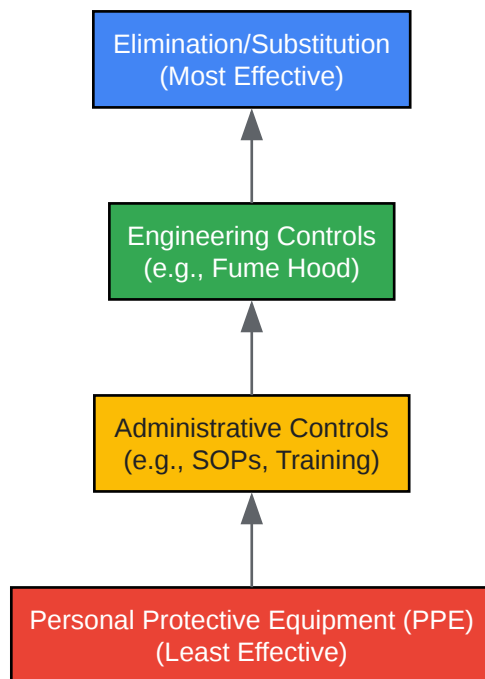 Elimination/Substitution
(Most Effective)
Engineering Controls
(e.g., Fume Hood)
Administrative Controls
(e.g., SOPs, Training)
Personal Protective Equipment (PPE)
(Least Effective)